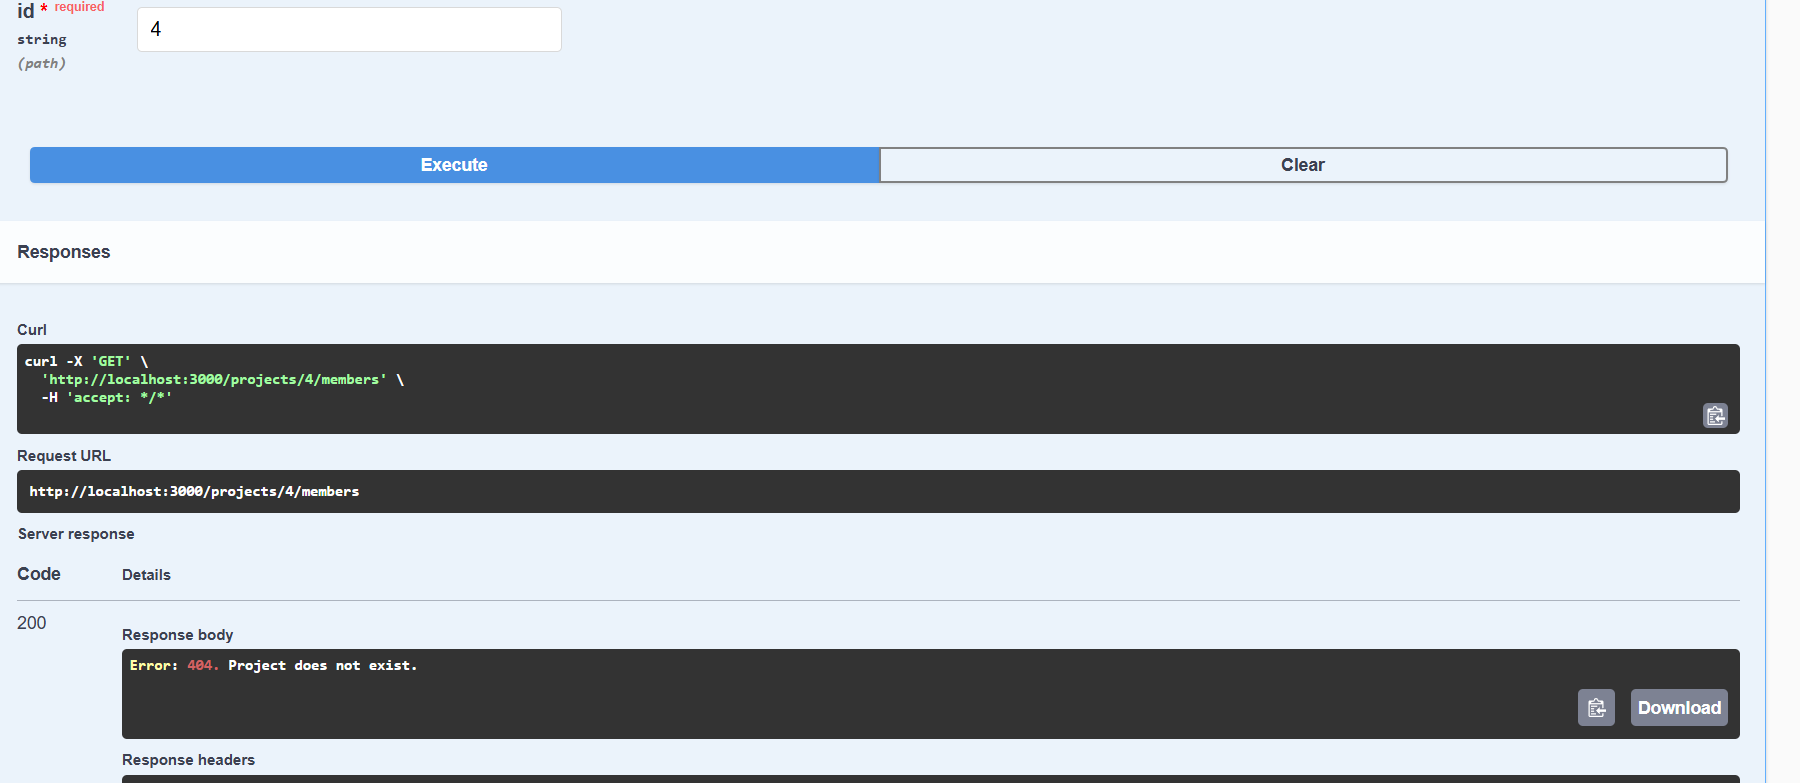 id * required
4
string
(path)
Execute
Clear
Responses
Curl
curl -X 'GET' \
  'http://localhost:3000/projects/4/members' \
  -H 'accept: */*'
Request URL
http://localhost:3000/projects/4/members
Server response
Code Details
200
Response body
Error: 404. Project does not exist.
Download
Response headers